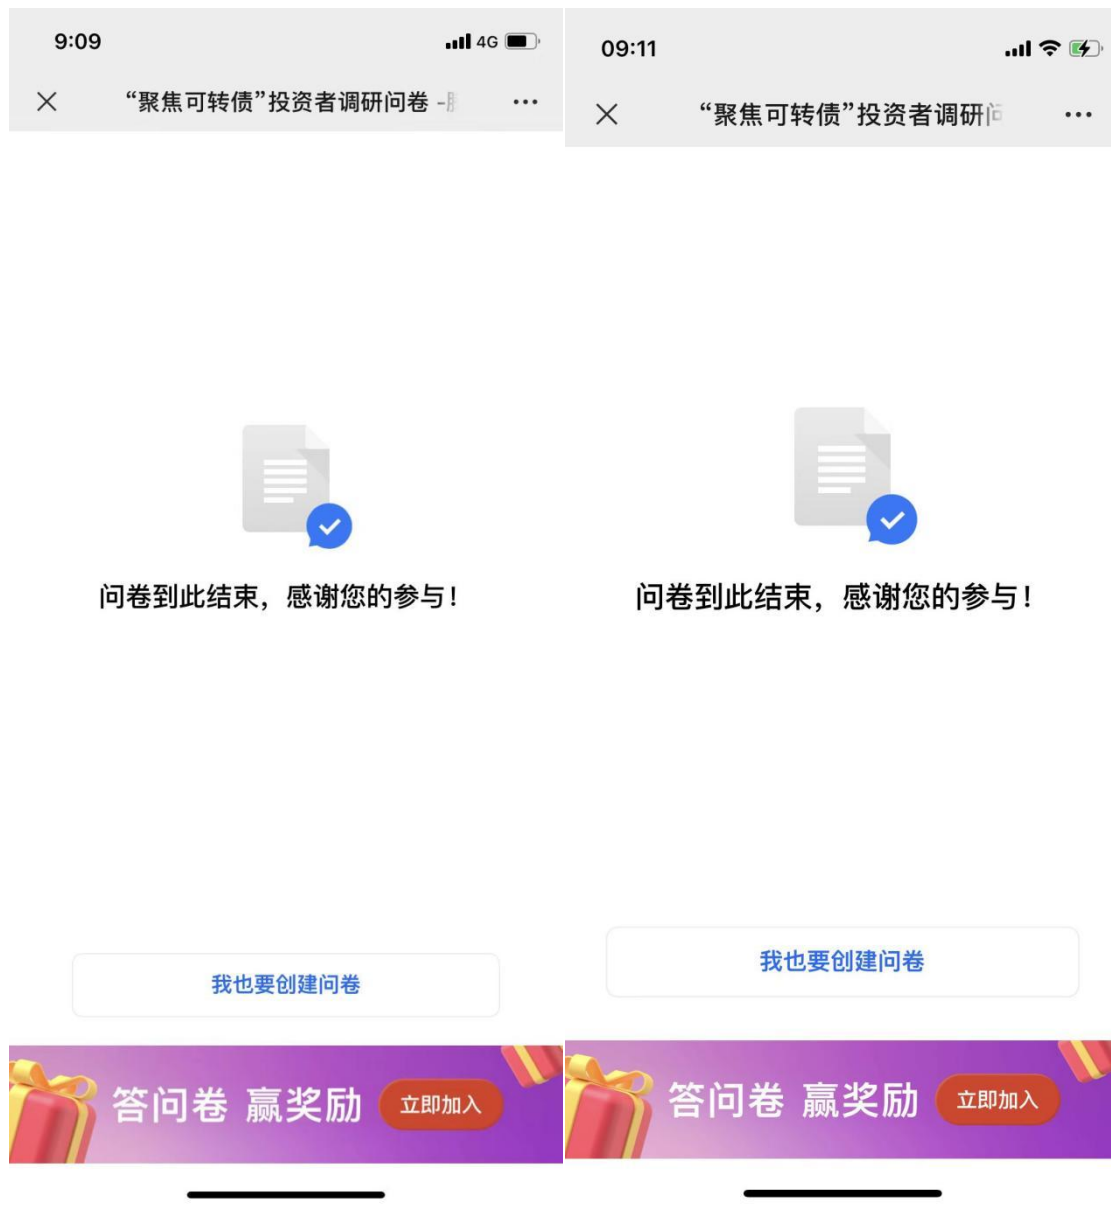 9:09
4G
“聚焦可转债”投资者调研问卷 -
问卷到此结束，感谢您的参与！
我也要创建问卷
答问卷 赢奖励
立即加入
09:11
“聚焦可转债”投资者调研问
问卷到此结束，感谢您的参与！
我也要创建问卷
答问卷 赢奖励
立即加入